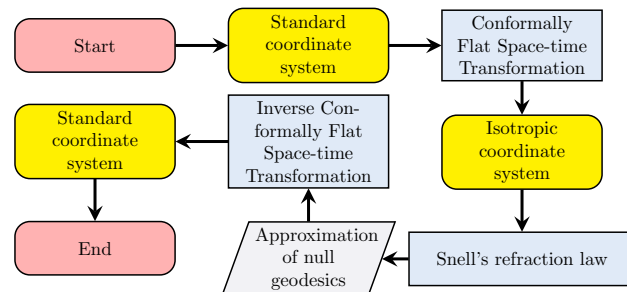 Start
Standard
coordinate
system
Conformally
Flat Space-time
Transformation
Isotropic
coordinate
system
Snell's refraction law
Approximation
of null
geodesics
Inverse Con-
formally Flat
Space-time
Transformation
Standard
coordinate
system
End